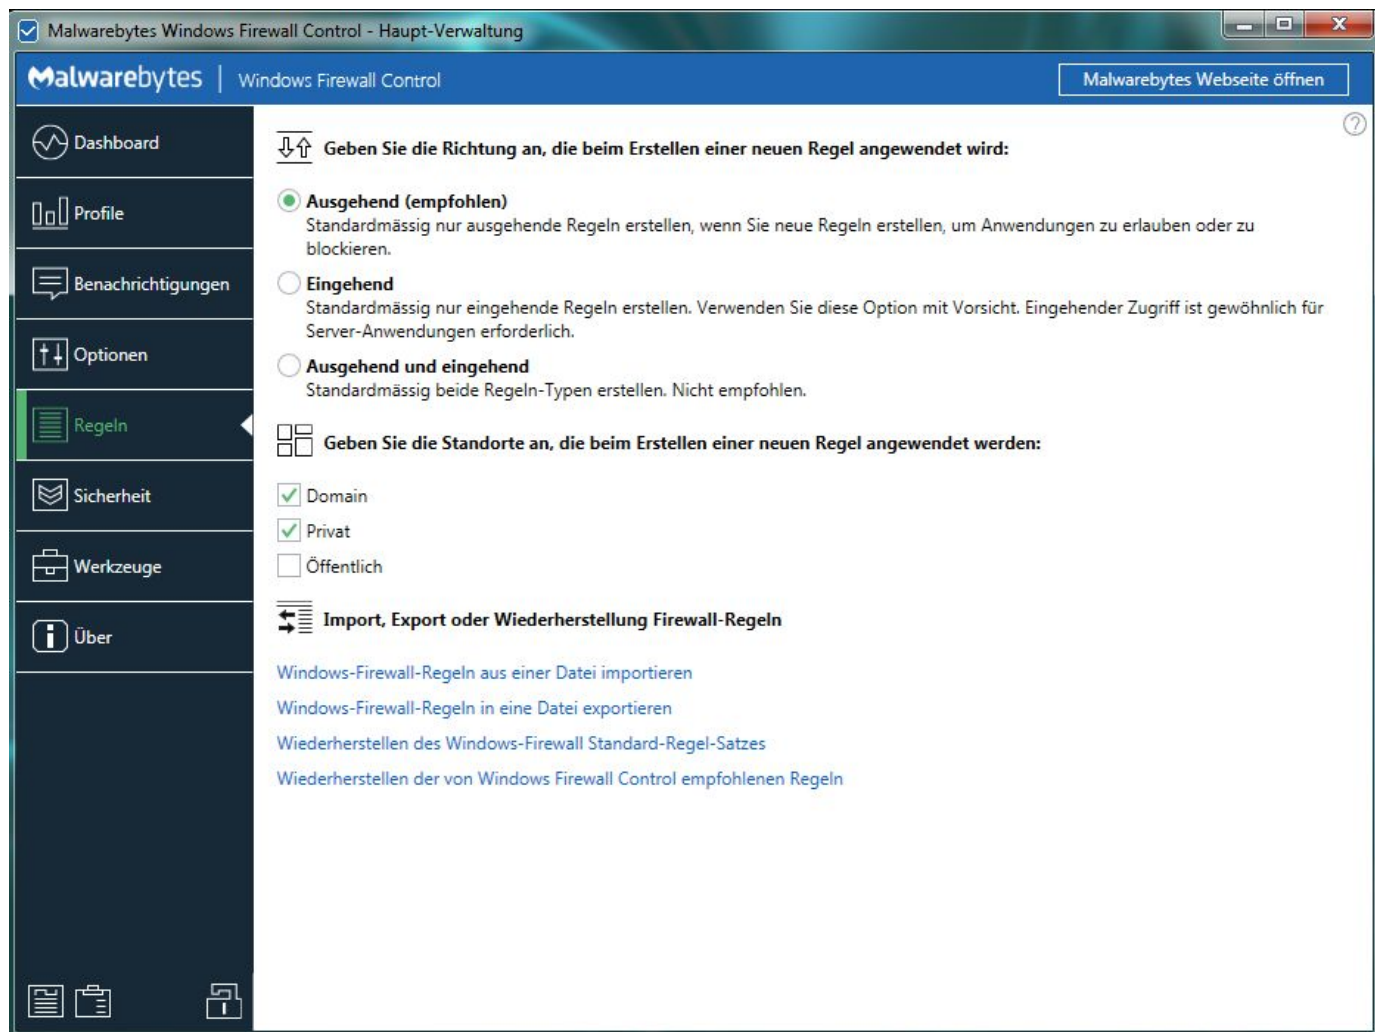 Malwarebytes Windows Firewall Control - Haupt-Verwaltung
Malwarebytes | Windows Firewall Control
Malwarebytes Webseite öffnen
Dashboard
Profile
Benachrichtigungen
Optionen
Regeln
Sicherheit
Werkzeuge
Über
Geben Sie die Richtung an, die beim Erstellen einer neuen Regel angewendet wird:
Ausgehend (empfohlen)
Standardmässig nur ausgehende Regeln erstellen, wenn Sie neue Regeln erstellen, um Anwendungen zu erlauben oder zu
blockieren.
Eingehend
Standardmässig nur eingehende Regeln erstellen. Verwenden Sie diese Option mit Vorsicht. Eingehender Zugriff ist gewöhnlich für
Server-Anwendungen erforderlich.
Ausgehend und eingehend
Standardmässig beide Regeln-Typen erstellen. Nicht empfohlen.
Geben Sie die Standorte an, die beim Erstellen einer neuen Regel angewendet werden:
Domain
Privat
Öffentlich
Import, Export oder Wiederherstellung Firewall-Regeln
Windows-Firewall-Regeln aus einer Datei importieren
Windows-Firewall-Regeln in eine Datei exportieren
Wiederherstellen des Windows-Firewall Standard-Regel-Satzes
Wiederherstellen der von Windows Firewall Control empfohlenen Regeln